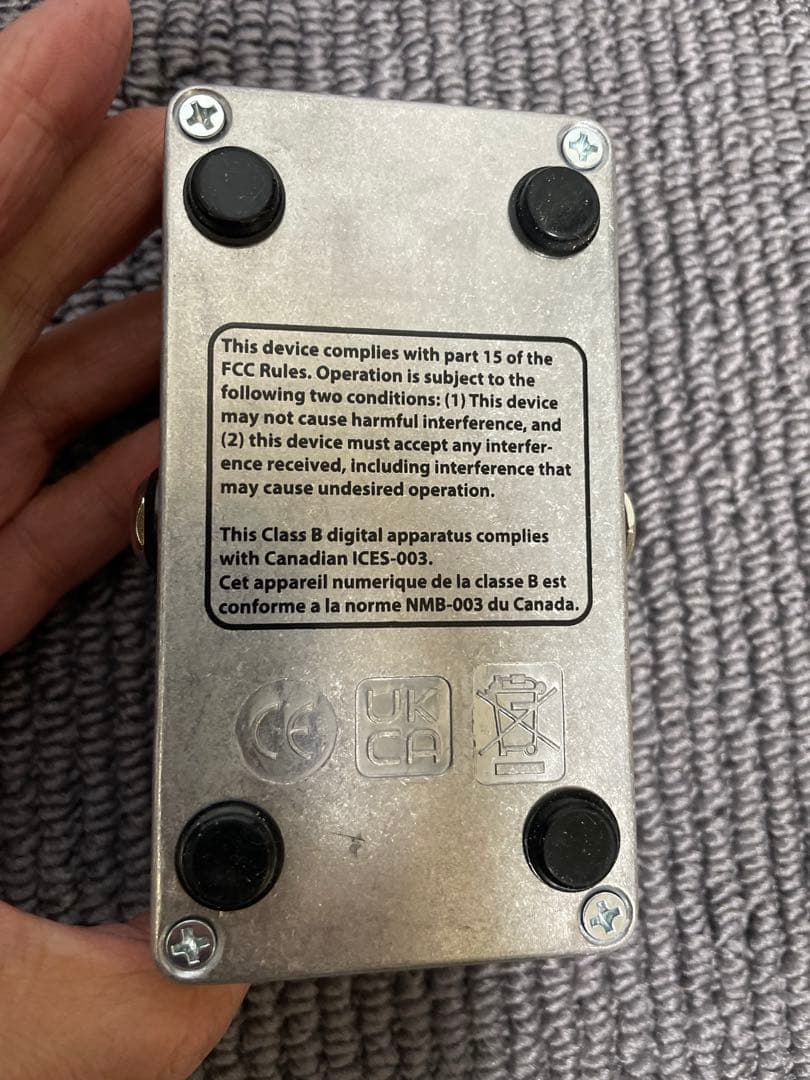 This device complies with part 15 of the
FCC Rules. Operation is subject to the
following two conditions: (1) This device
may not cause harmful interference, and
(2) this device must accept any interfer-
ence received, including interference that
may cause undesired operation.
This Class B digital apparatus complies
with Canadian ICES-003.
Cet appareil numerique de la classe B est
conforme a la norme NMB-003 du Canada.
CE
UK
CA